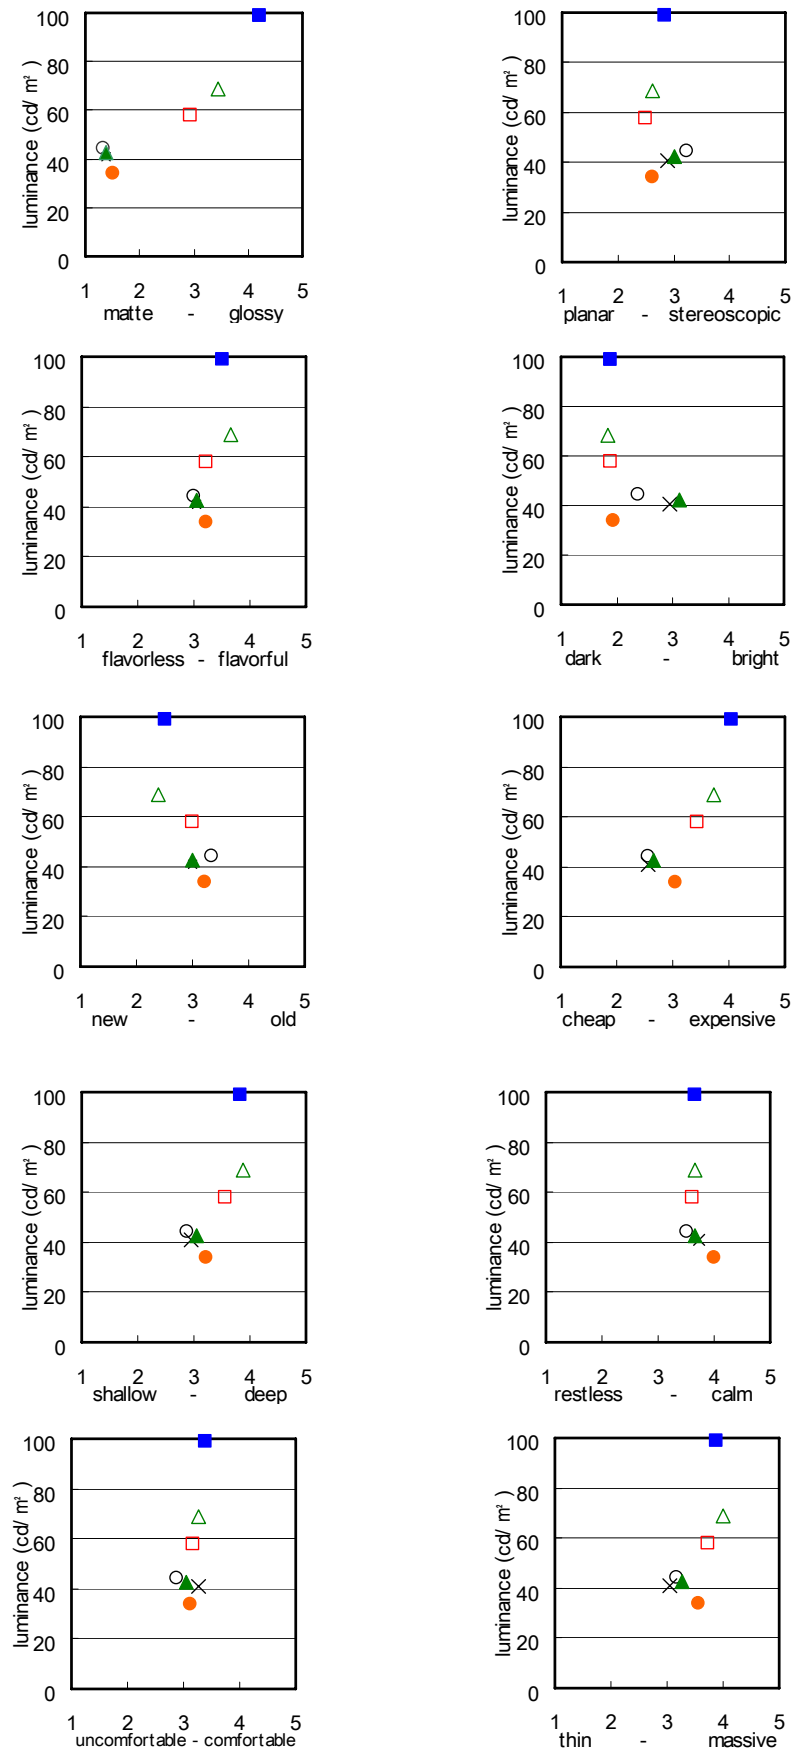 100
80
60
40
20
0
luminance (cd/ m²)
1 2 3 4 5
matte - glossy
100
80
60
40
20
0
luminance (cd/ m²)
1 2 3 4 5
planar - stereoscopic
100
80
60
40
20
0
luminance (cd/ m²)
1 2 3 4 5
flavorless - flavorful
100
80
60
40
20
0
luminance (cd/ m²)
1 2 3 4 5
dark - bright
100
80
60
40
20
0
luminance (cd/ m²)
1 2 3 4 5
new - old
100
80
60
40
20
0
luminance (cd/ m²)
1 2 3 4 5
cheap - expensive
100
80
60
40
20
0
luminance (cd/ m²)
1 2 3 4 5
shallow - deep
100
80
60
40
20
0
luminance (cd/ m²)
1 2 3 4 5
restless - calm
100
80
60
40
20
0
luminance (cd/ m²)
1 2 3 4 5
uncomfortable - comfortable
100
80
60
40
20
0
luminance (cd/ m²)
1 2 3 4 5
thin - massive